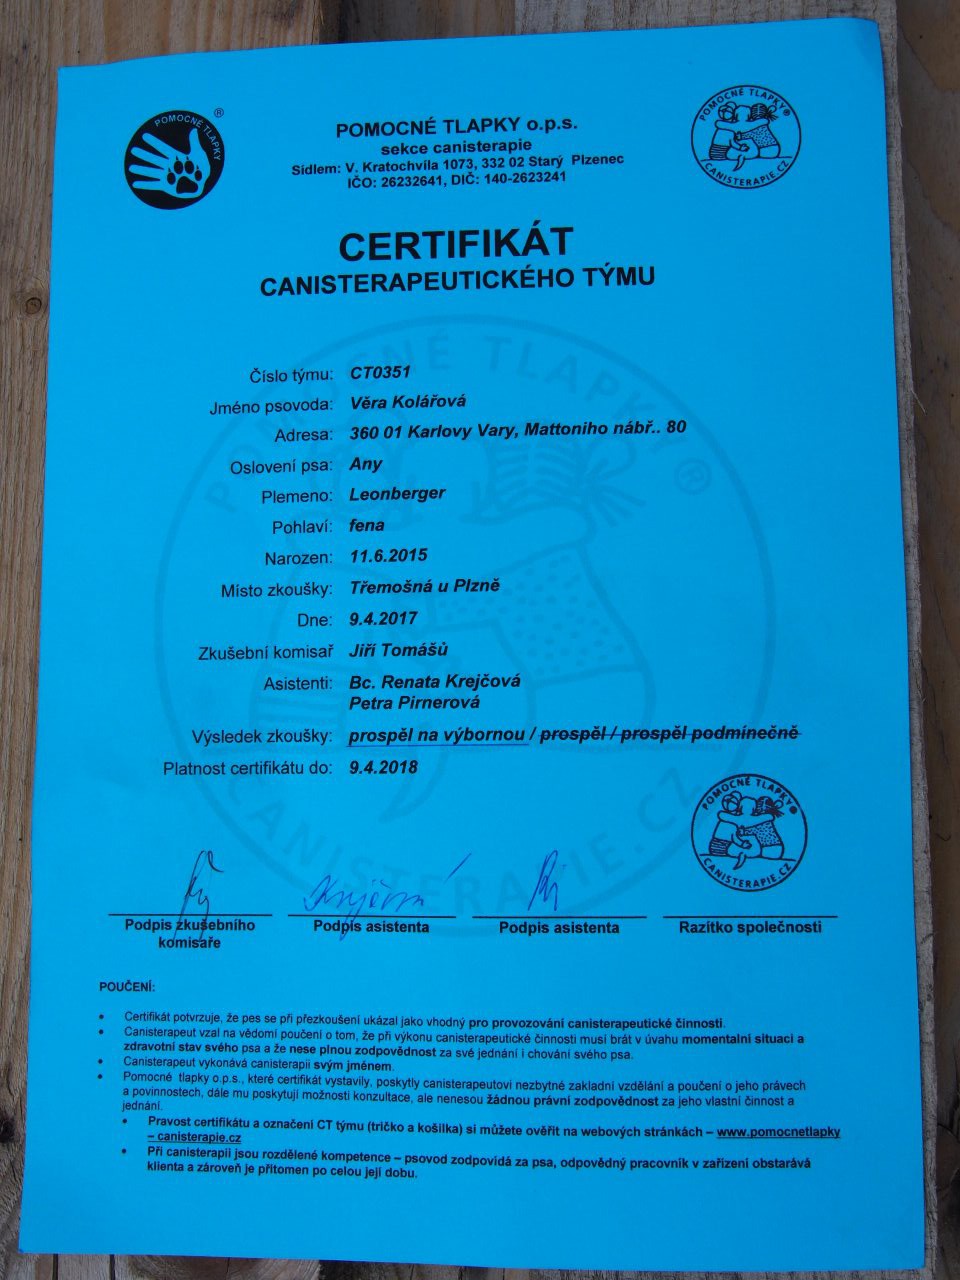 POMOCNÉ TLAPKY ®
POMOCNÉ TLAPKY o.p.s.
sekce canisterapie
Sídlem: V. Kratochvíla 1073, 332 02 Starý Plzenec
IČO: 26232641, DIČ: 140-2623241
POMOCNÉ TLAPKY®
CANISTERAPIE.CZ
CERTIFIKÁT
CANISTERAPEUTICKÉHO TÝMU
POMOCNÉ TLAPKY ®
CANISTERAPIE.CZ
Číslo týmu: CT0351
Jméno psovoda: Věra Kolářová
Adresa: 360 01 Karlovy Vary, Mattoniho nábř.. 80
Oslovení psa: Any
Plemeno: Leonberger
Pohlaví: fena
Narozen: 11.6.2015
Místo zkoušky: Třemošná u Plzně
Dne: 9.4.2017
Zkušební komisař Jiří Tomášů
Asistenti: Bc. Renata Krejčová
Petra Pirnerová
Výsledek zkoušky: prospěl na výbornou / prospěl / prospěl podmínečně
Platnost certifikátu do: 9.4.2018
POMOCNÉ TLAPKY®
CANISTERAPIE.CZ
Krejčová
Podpis zkušebního
komisaře
Podpis asistenta
Podpis asistenta
Razítko společnosti
POUČENÍ:
• Certifikát potvrzuje, že pes se při přezkoušení ukázal jako vhodný pro provozování canisterapeutické činnosti.
• Canisterapeut vzal na vědomí poučení o tom, že při výkonu canisterapeutické činnosti musí brát v úvahu momentalní situaci a
zdravotní stav svého psa a že nese plnou zodpovědnost za své jednání i chování svého psa.
• Canisterapeut vykonává canisterapii svým jménem.
• Pomocné tlapky o.p.s., které certifikát vystavily, poskytly canisterapeutovi nezbytné zakladní vzdělání a poučení o jeho právech
a povinnostech, dále mu poskytují možnosti konzultace, ale nenesou žádnou právní zodpovědnost za jeho vlastní činnost a
jednání.
• Pravost certifikátu a označení CT týmu (tričko a košilka) si můžete ověřit na webových stránkách – www.pomocnetlapky
– canisterapie.cz
• Při canisterapii jsou rozdělené kompetence – psovod zodpovídá za psa, odpovědný pracovník v zařízení obstarává
klienta a zároveň je přítomen po celou její dobu.